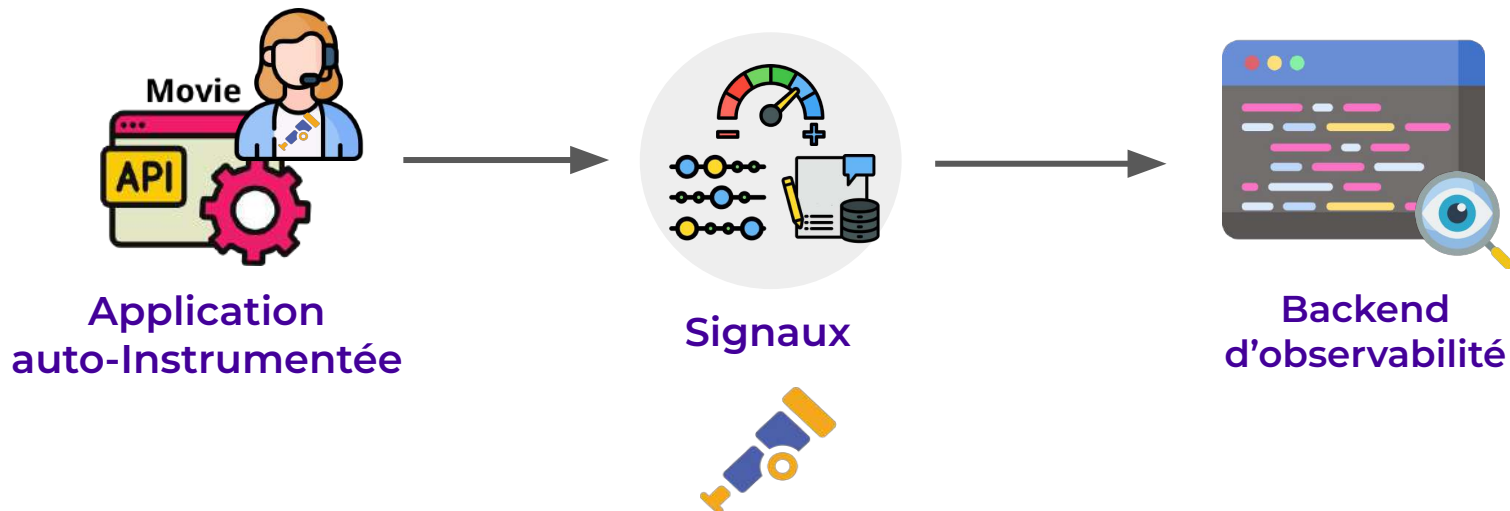 Movie
API
Application
auto-Instrumentée
Signaux
Backend
d’observabilité